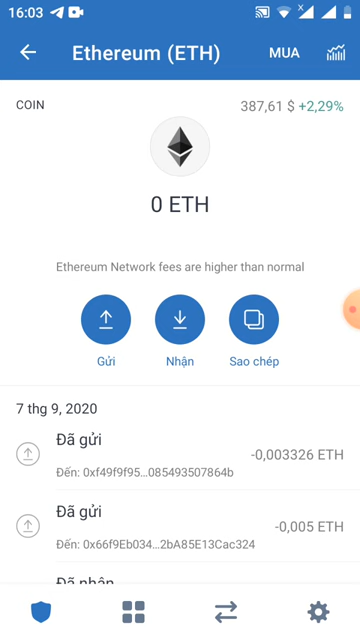 16:03
Ethereum (ETH)
MUA
COIN
387,61 $ +2,29%
0 ETH
Ethereum Network fees are higher than normal
Gửi
Nhận
Sao chép
7 thg 9, 2020
Đã gửi
-0,003326 ETH
Đến: 0xf49f9f95...085493507864b
Đã gửi
-0,005 ETH
Đến: 0x66f9Eb034...2bA85E13Cac324
Đã nhận